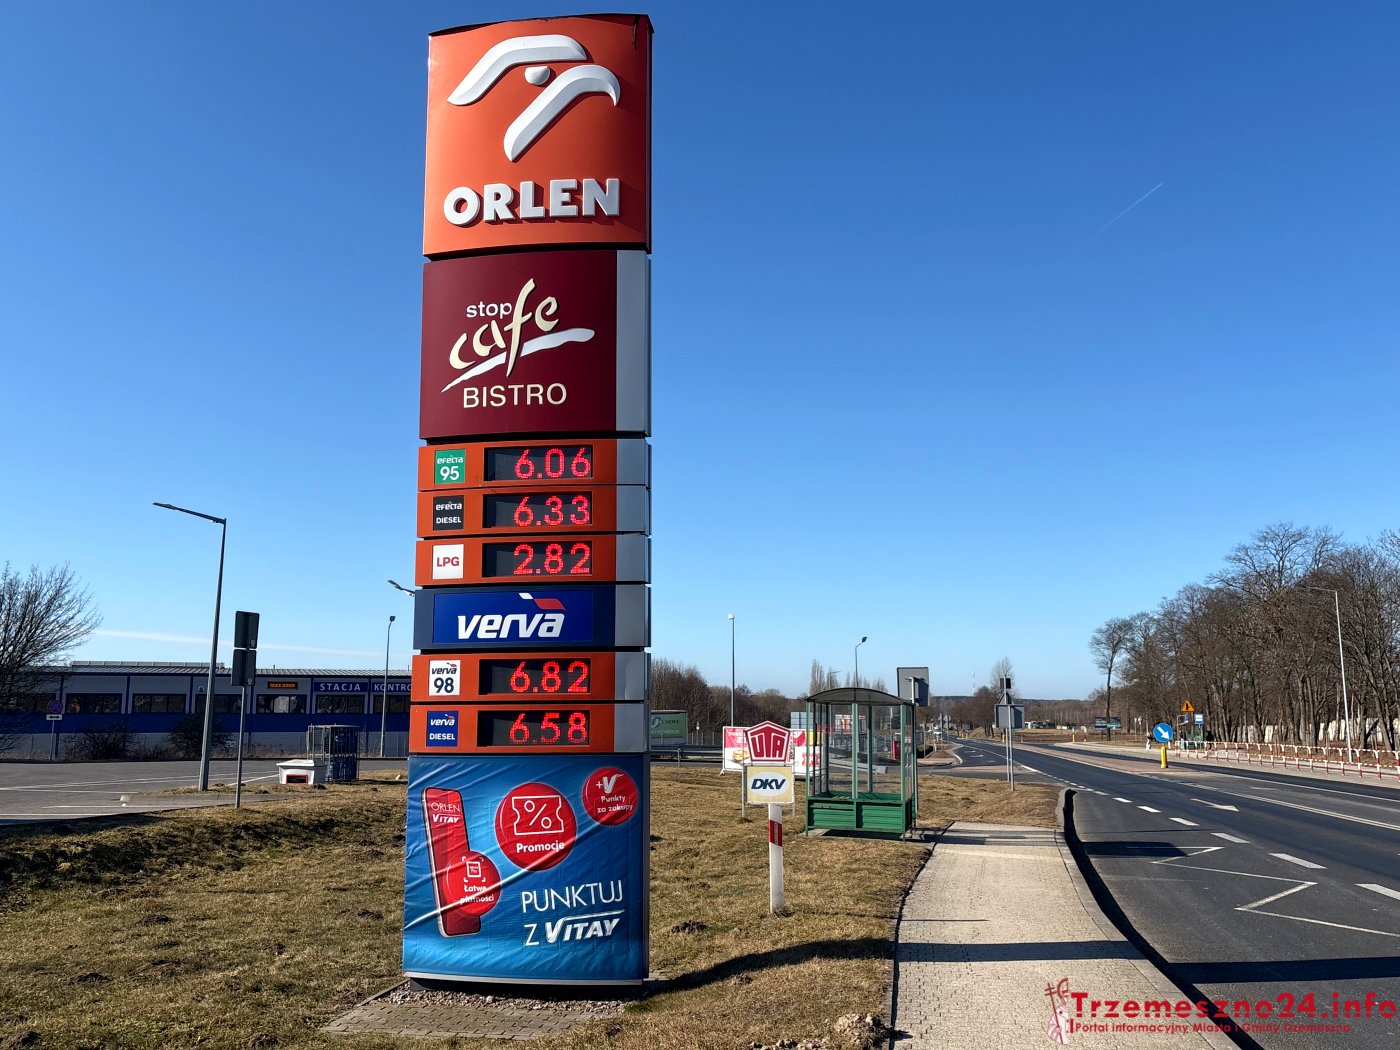 ORLEN
stop
cafe
BISTRO
efecta
95
6.06
efecta
DIESEL
6.33
LPG
2.82
verva
verva
98
6.82
verva
DIESEL
6.58
ORLEN
VITAY
Promocje
+V
Punkty
za zakupy
Łatwe
płatności
PUNKTUJ
Z VITAY
STACJA KONTRO
UTA
DKV
Trzemeszno24.info
Portal informacyjny Miasta i Gminy Trzemeszno